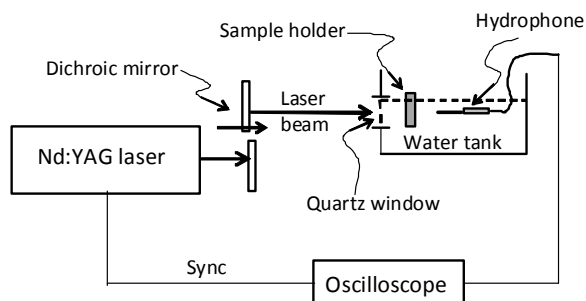 Hydrophone
Sample holder
Dichroic mirror
Laser
beam
Nd:YAG laser
Water tank
Quartz window
Sync
Oscilloscope